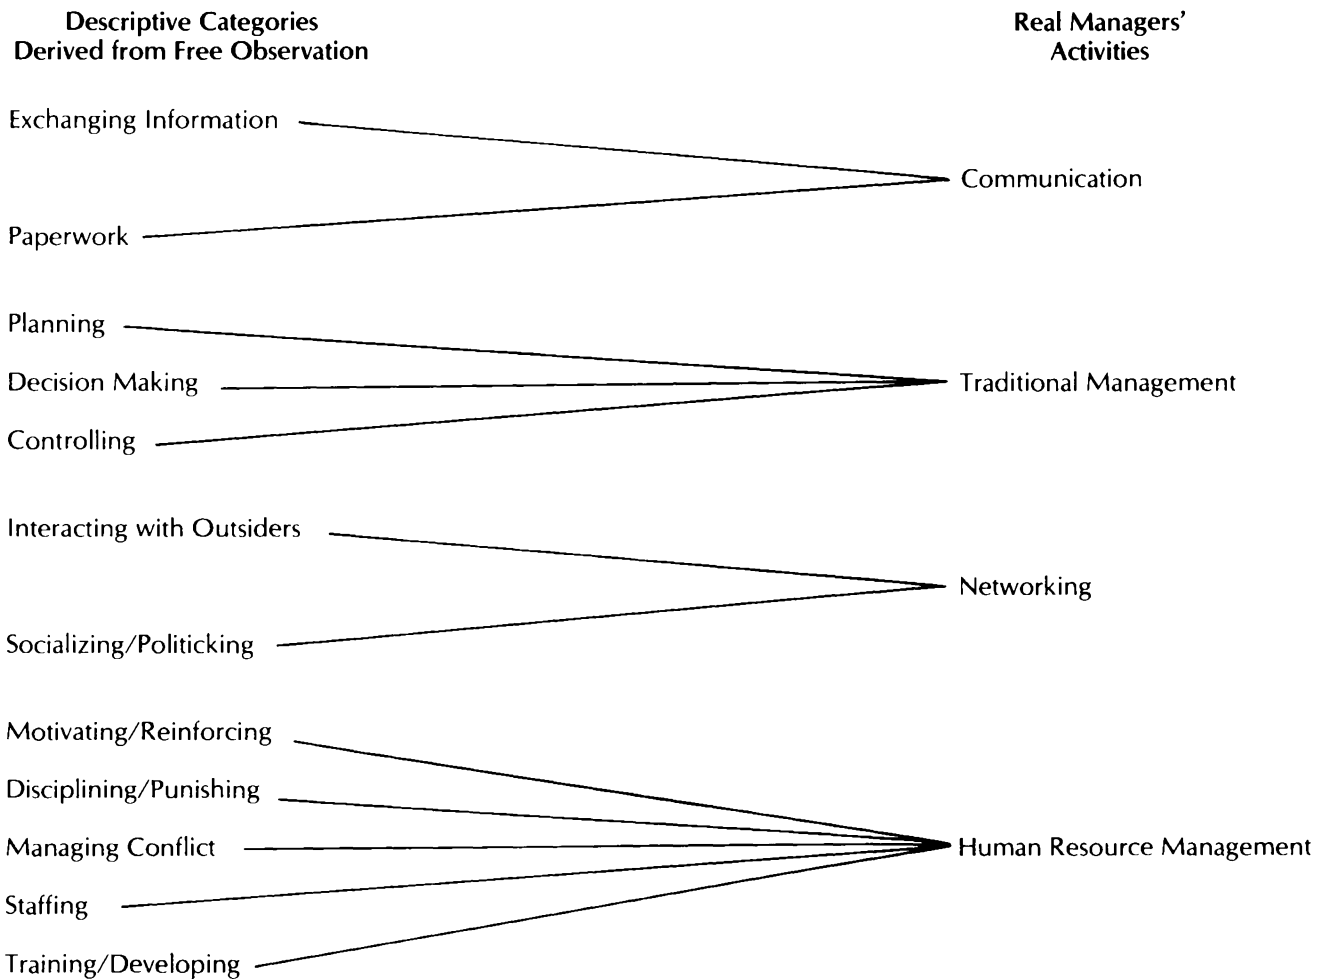 Descriptive Categories
Derived from Free Observation
Real Managers'
Activities
Exchanging Information
Communication
Paperwork
Planning
Decision Making
Traditional Management
Controlling
Interacting with Outsiders
Networking
Socializing/Politicking
Motivating/Reinforcing
Disciplining/Punishing
Managing Conflict
Human Resource Management
Staffing
Training/Developing